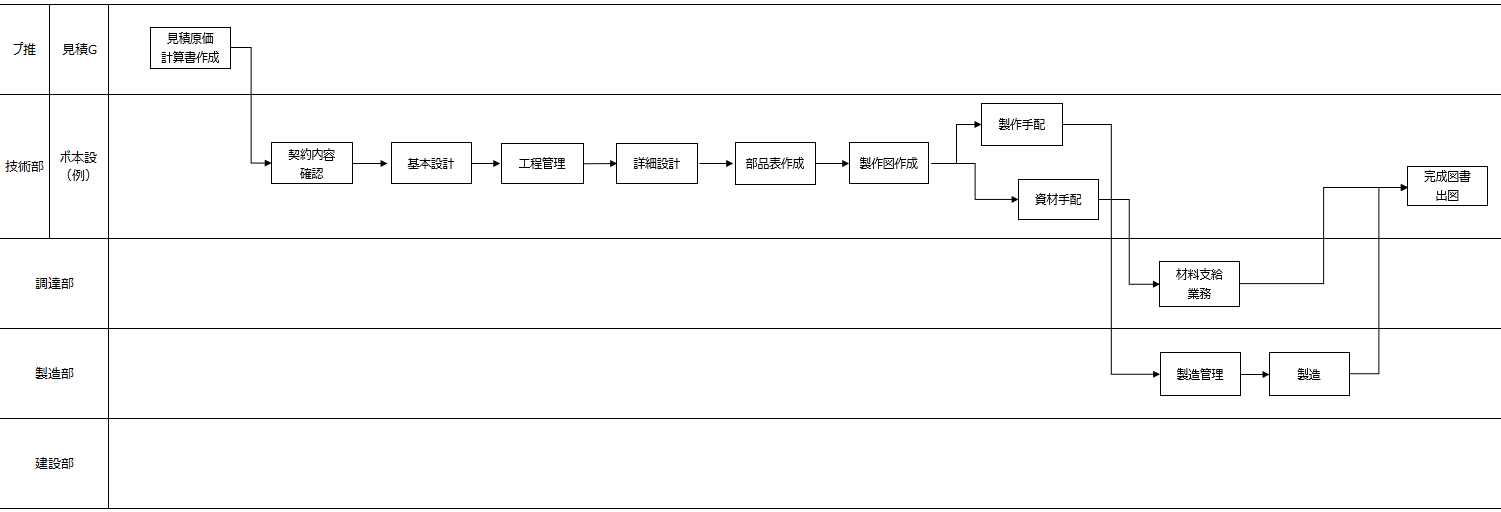 プ推
見積G
見積原価
計算書作成
技術部
ポ本設
(例)
契約内容
確認
基本設計
工程管理
詳細設計
部品表作成
製作図作成
製作手配
資材手配
完成図書
出図
調達部
材料支給
業務
製造部
製造管理
製造
建設部